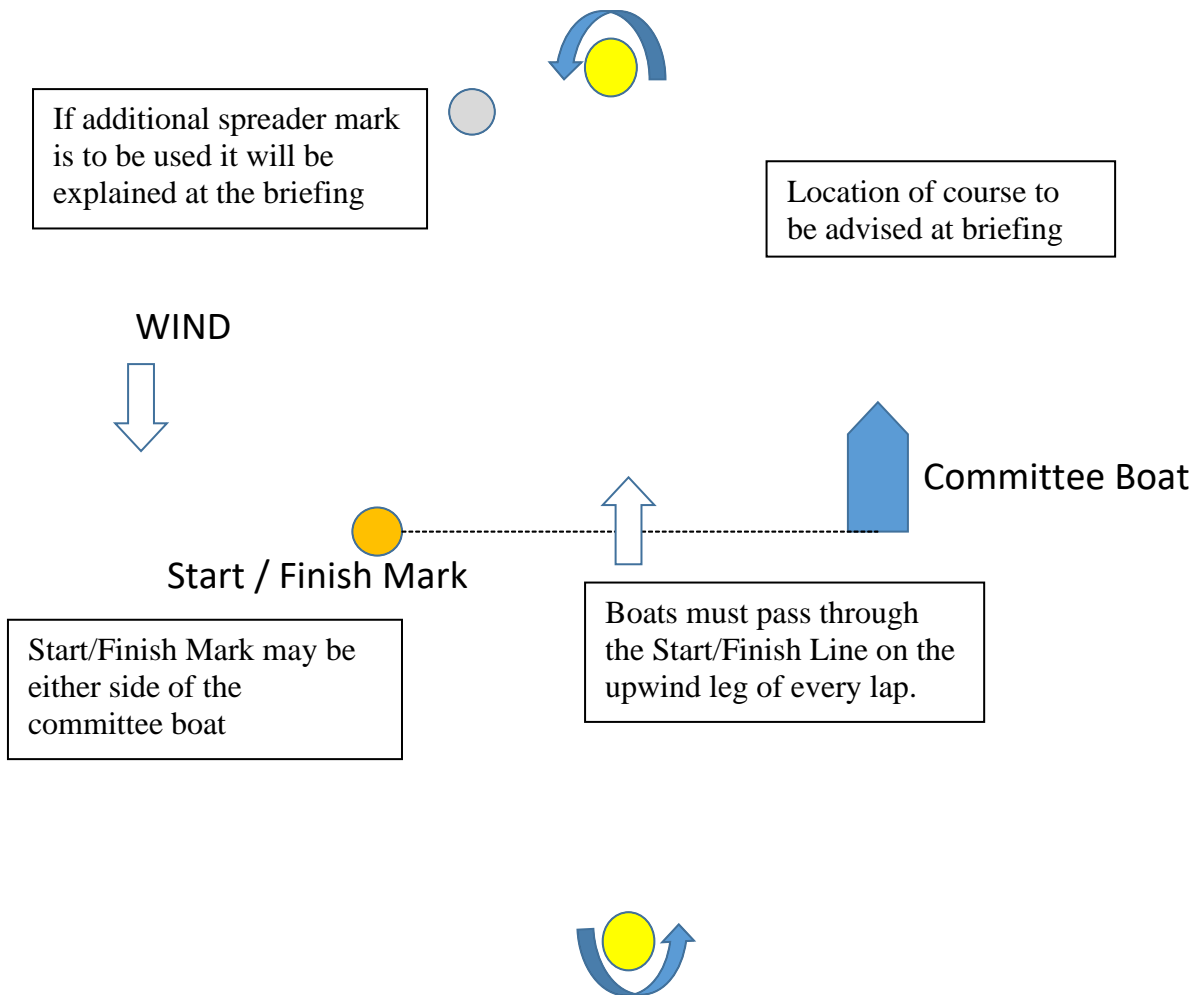 If additional spreader mark
is to be used it will be
explained at the briefing
Location of course to
be advised at briefing
WIND
Committee Boat
Start / Finish Mark
Boats must pass through
the Start/Finish Line on the
upwind leg of every lap.
Start/Finish Mark may be
either side of the
committee boat